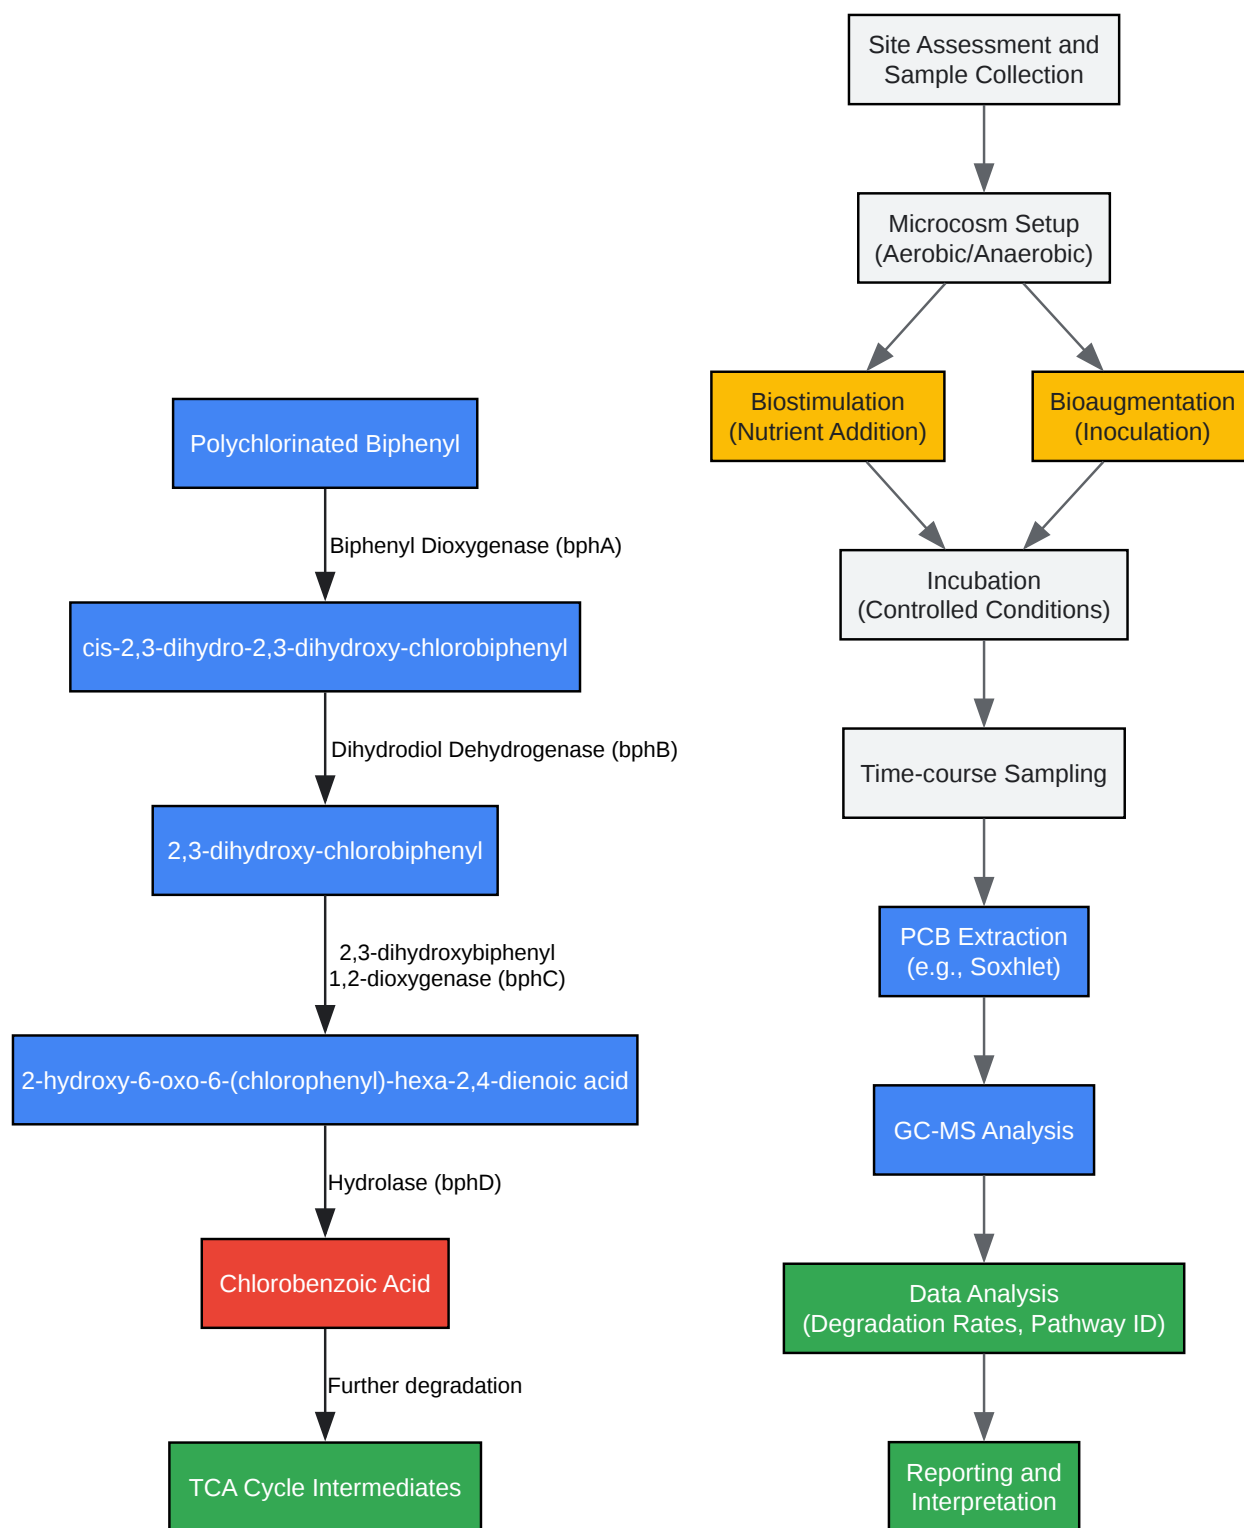 Polychlorinated Biphenyl
Biphenyl Dioxygenase (bphA)
cis-2,3-dihydro-2,3-dihydroxy-chlorobiphenyl
Dihydrodiol Dehydrogenase (bphB)
2,3-dihydroxy-chlorobiphenyl
2,3-dihydroxybiphenyl
1,2-dioxygenase (bphC)
2-hydroxy-6-oxo-6-(chlorophenyl)-hexa-2,4-dienoic acid
Hydrolase (bphD)
Chlorobenzoic Acid
Further degradation
TCA Cycle Intermediates
Site Assessment and
Sample Collection
Microcosm Setup
(Aerobic/Anaerobic)
Biostimulation
(Nutrient Addition)
Bioaugmentation
(Inoculation)
Incubation
(Controlled Conditions)
Time-course Sampling
PCB Extraction
(e.g., Soxhlet)
GC-MS Analysis
Data Analysis
(Degradation Rates, Pathway ID)
Reporting and
Interpretation